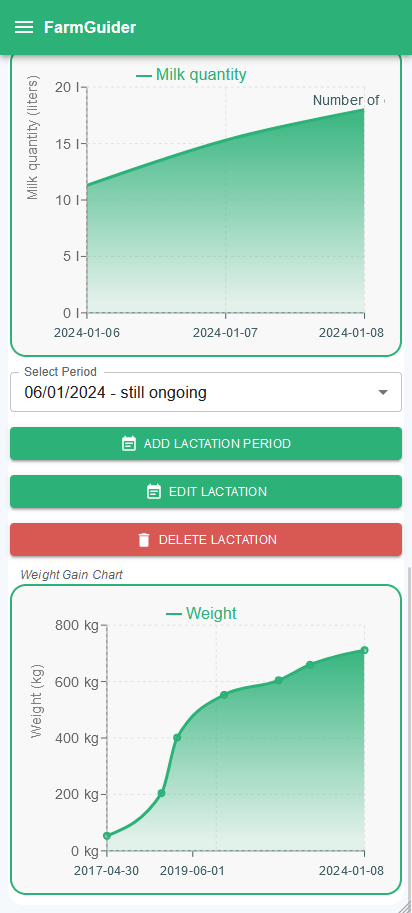 FarmGuider
Milk quantity
Number of
Milk quantity (liters)
20 l
15 l
10 l
5 l
0 l
2024-01-06
2024-01-07
2024-01-08
Select Period
06/01/2024 - still ongoing
ADD LACTATION PERIOD
EDIT LACTATION
DELETE LACTATION
Weight Gain Chart
Weight
Weight (kg)
800 kg
600 kg
400 kg
200 kg
0 kg
2017-04-30
2019-06-01
2024-01-08